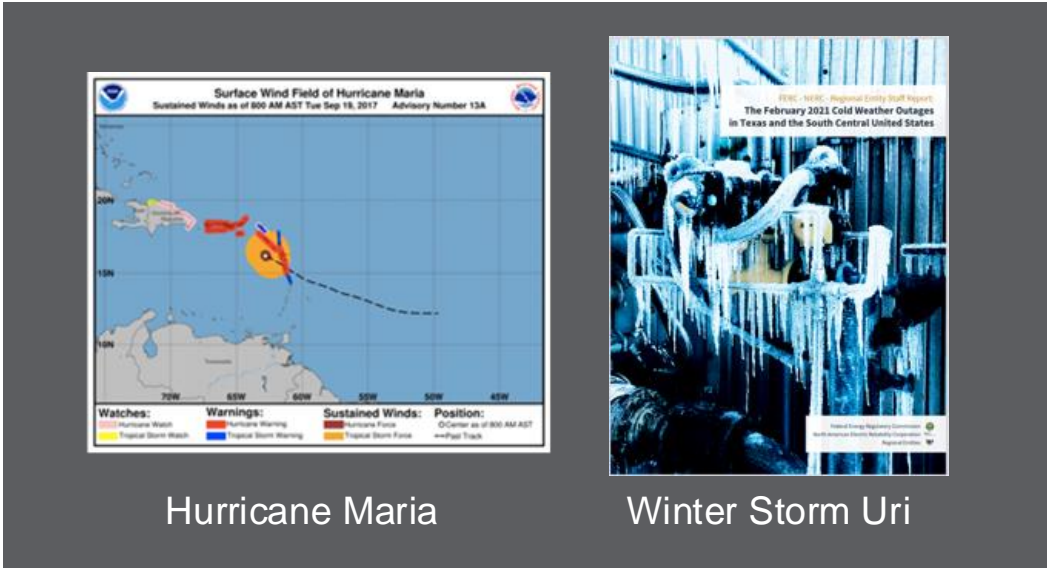 Surface Wind Field of Hurricane Maria
Sustained Winds as of 800 AM AST Tue Sep 19, 2017 Advisory Number 13A
20N
15N
10N
70W 65W 60W 55W 50W 45W
Watches: Warnings: Sustained Winds: Position:
Hurricane Watch Hurricane Warning Hurricane Force Center as of 800 AM AST
Tropical Storm Watch Tropical Storm Warning Tropical Storm Force Past Track
Hurricane Maria
FERC - NERC - Regional Entity Staff Report:
The February 2021 Cold Weather Outages
in Texas and the South Central United States
Federal Energy Regulatory Commission
North American Electric Reliability Corporation
Regional Entities
Winter Storm Uri